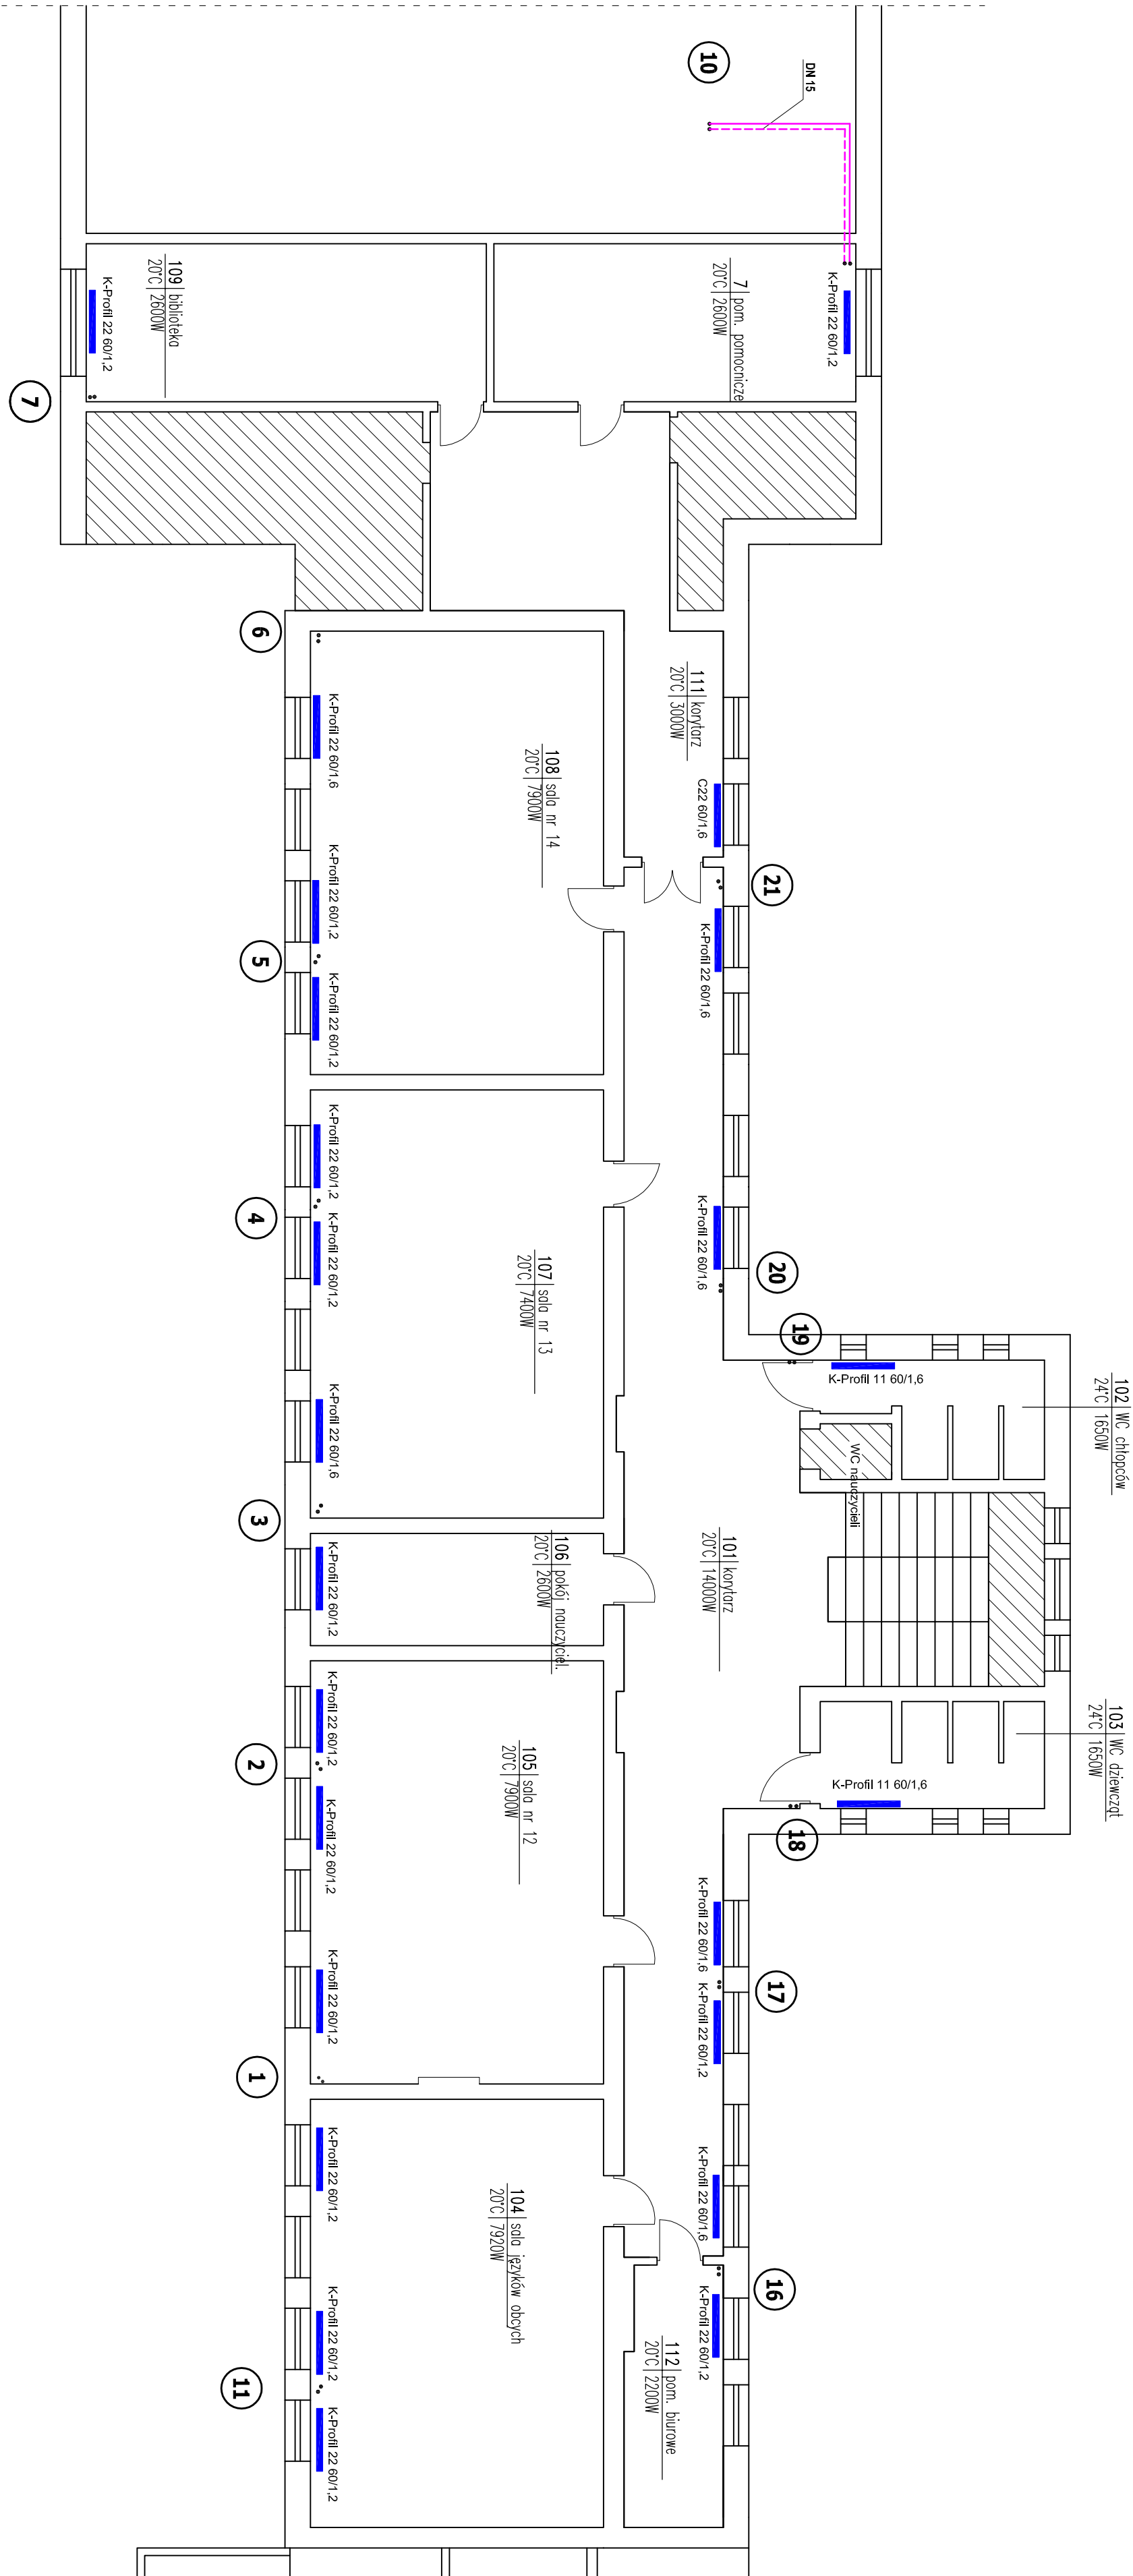 10
DN 15
K-Profil 22 60/1,2
7 pom. pomocnicze
20°C 2600W
109 biblioteka
20°C 2600W
K-Profil 22 60/1,2
7
6
111 korytarz
20°C 3000W
C22 60/1,6
21
K-Profil 22 60/1,6
108 sala nr 14
20°C 7900W
K-Profil 22 60/1,6
K-Profil 22 60/1,2
5
K-Profil 22 60/1,2
K-Profil 22 60/1,2
4
K-Profil 22 60/1,2
107 sala nr 13
20°C 7400W
K-Profil 22 60/1,6
3
K-Profil 22 60/1,6
20
19
K-Profil 11 60/1,6
102 WC chłopców
24°C 1650W
WC nauczycieli
101 korytarz
20°C 14000W
106 pokój nauczyciel.
20°C 2600W
K-Profil 22 60/1,2
103 WC dziewcząt
24°C 1650W
K-Profil 11 60/1,6
18
K-Profil 22 60/1,2
2
K-Profil 22 60/1,2
105 sala nr 12
20°C 7900W
K-Profil 22 60/1,2
1
K-Profil 22 60/1,6
17
K-Profil 22 60/1,2
K-Profil 22 60/1,6
16
K-Profil 22 60/1,2
112 pom. biurowe
20°C 2200W
104 sala języków obcych
20°C 7920W
K-Profil 22 60/1,2
K-Profil 22 60/1,2
11
K-Profil 22 60/1,2